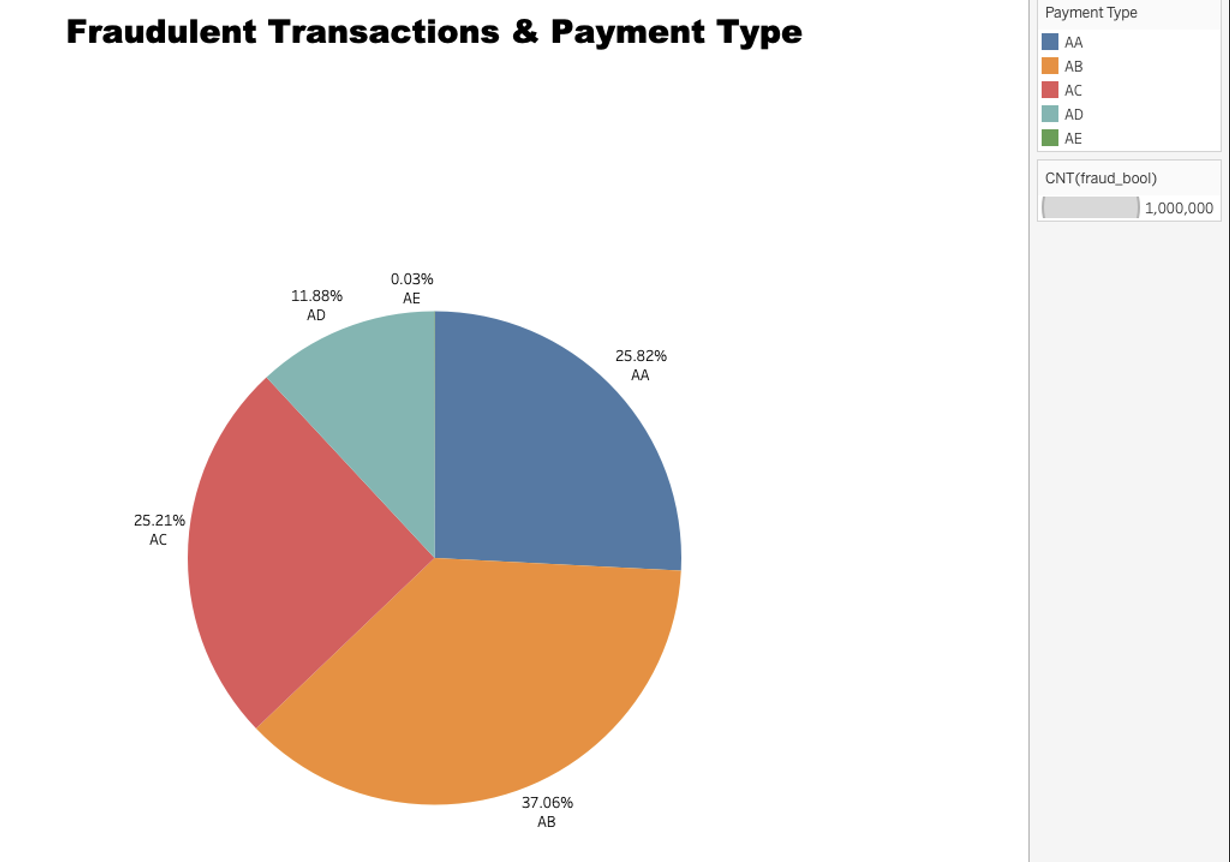 Fraudulent Transactions & Payment Type
Payment Type
AA
AB
AC
AD
AE
CNT(fraud_bool)
1,000,000
0.03%
AE
11.88%
AD
25.82%
AA
25.21%
AC
37.06%
AB